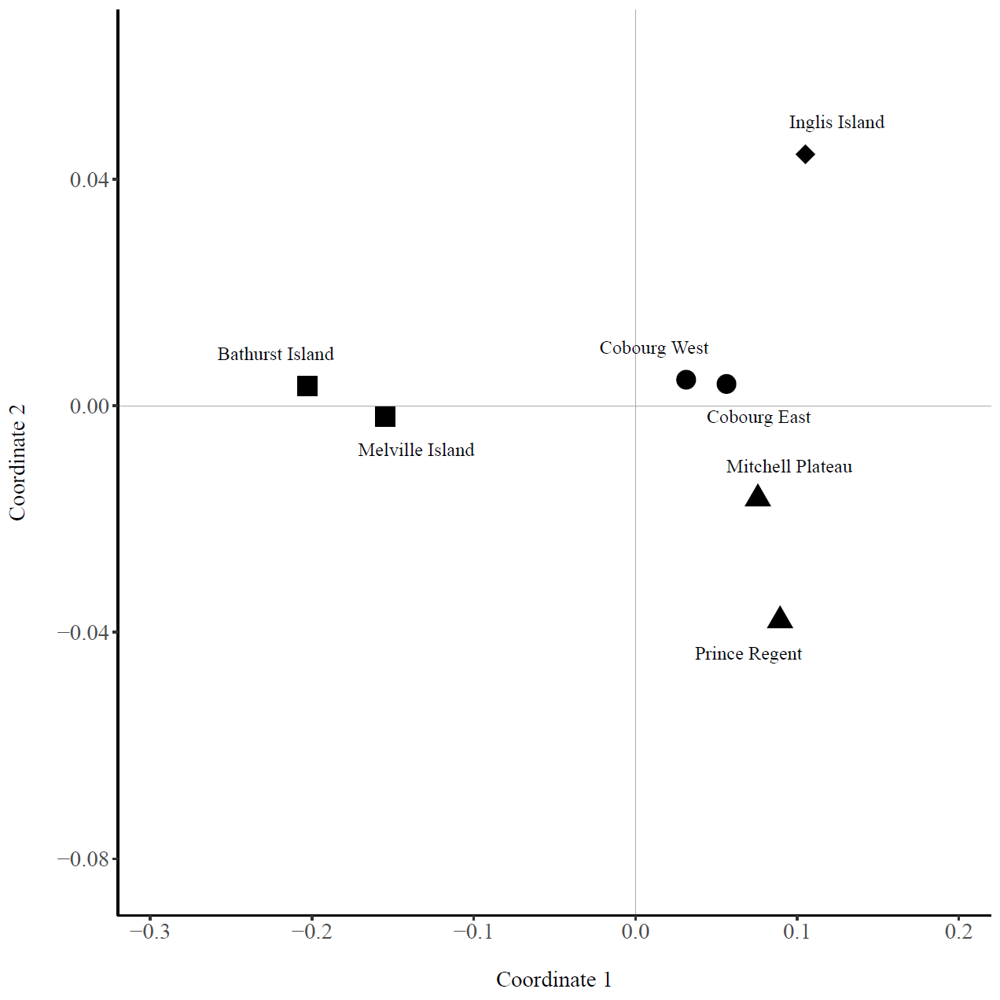 Inglis Island
0.04
Cobourg West
Bathurst Island
0.00
Cobourg East
Melville Island
Mitchell Plateau
Coordinate 2
−0.04
Prince Regent
−0.08
−0.3 −0.2 −0.1 0.0 0.1 0.2
Coordinate 1